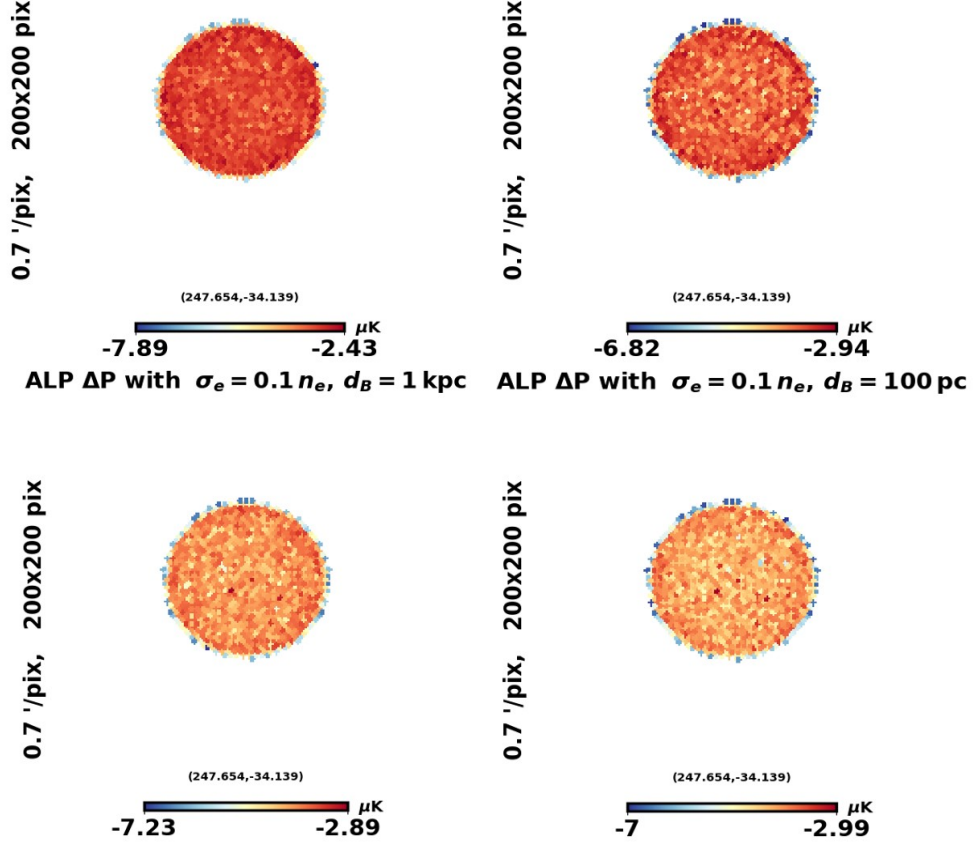 0.7 '/pix,   200x200 pix
(247.654,-34.139)
-7.89 -2.43 μK
0.7 '/pix,   200x200 pix
(247.654,-34.139)
-6.82 -2.94 μK
ALP ΔP with σₑ = 0.1 nₑ, d_B = 1 kpc
ALP ΔP with σₑ = 0.1 nₑ, d_B = 100 pc
0.7 '/pix,   200x200 pix
(247.654,-34.139)
-7.23 -2.89 μK
0.7 '/pix,   200x200 pix
(247.654,-34.139)
-7 -2.99 μK